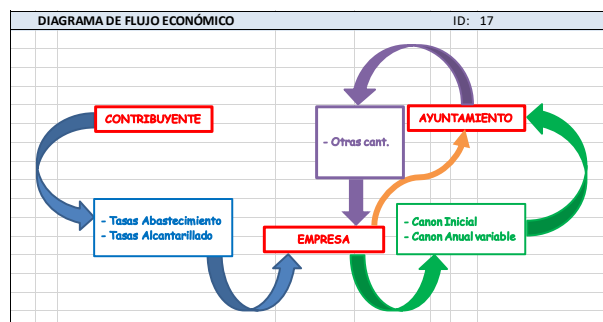 DIAGRAMA DE FLUJO ECONÓMICO ID: 17
CONTRIBUYENTE
AYUNTAMIENTO
- Otras cant.
- Tasas Abastecimiento
- Tasas Alcantarillado
EMPRESA
- Canon Inicial
- Canon Anual variable